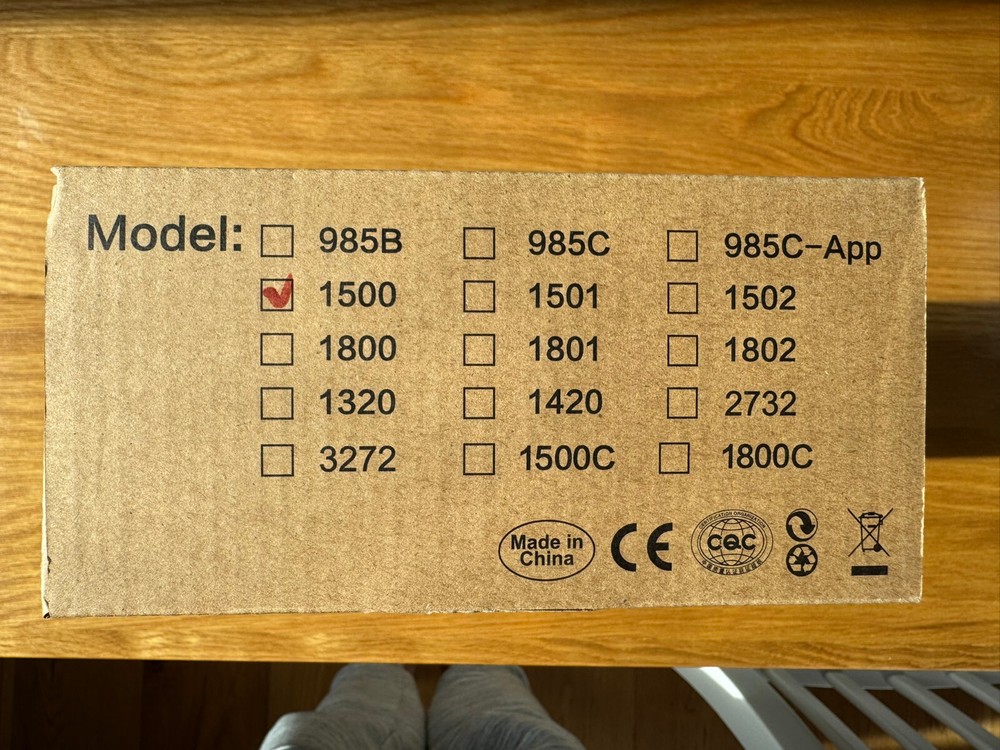 Model: 985B 985C 985C-App
1500 1501 1502
1800 1801 1802
1320 1420 2732
3272 1500C 1800C
Made in
China
CE
CQC